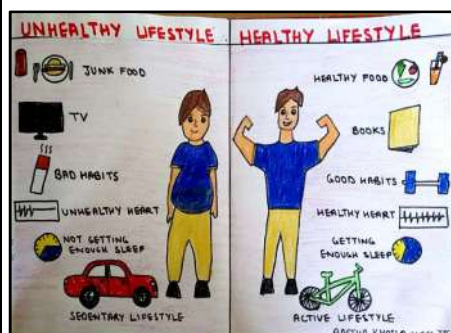 UNHEALTHY LIFESTYLE
JUNK FOOD
TV
BAD HABITS
UNHEALTHY HEART
NOT GETTING
ENOUGH SLEEP
SEDENTARY LIFESTYLE
HEALTHY LIFESTYLE
HEALTHY FOOD
BOOKS
GOOD HABITS
HEALTHY HEART
GETTING
ENOUGH SLEEP
ACTIVE LIFESTYLE